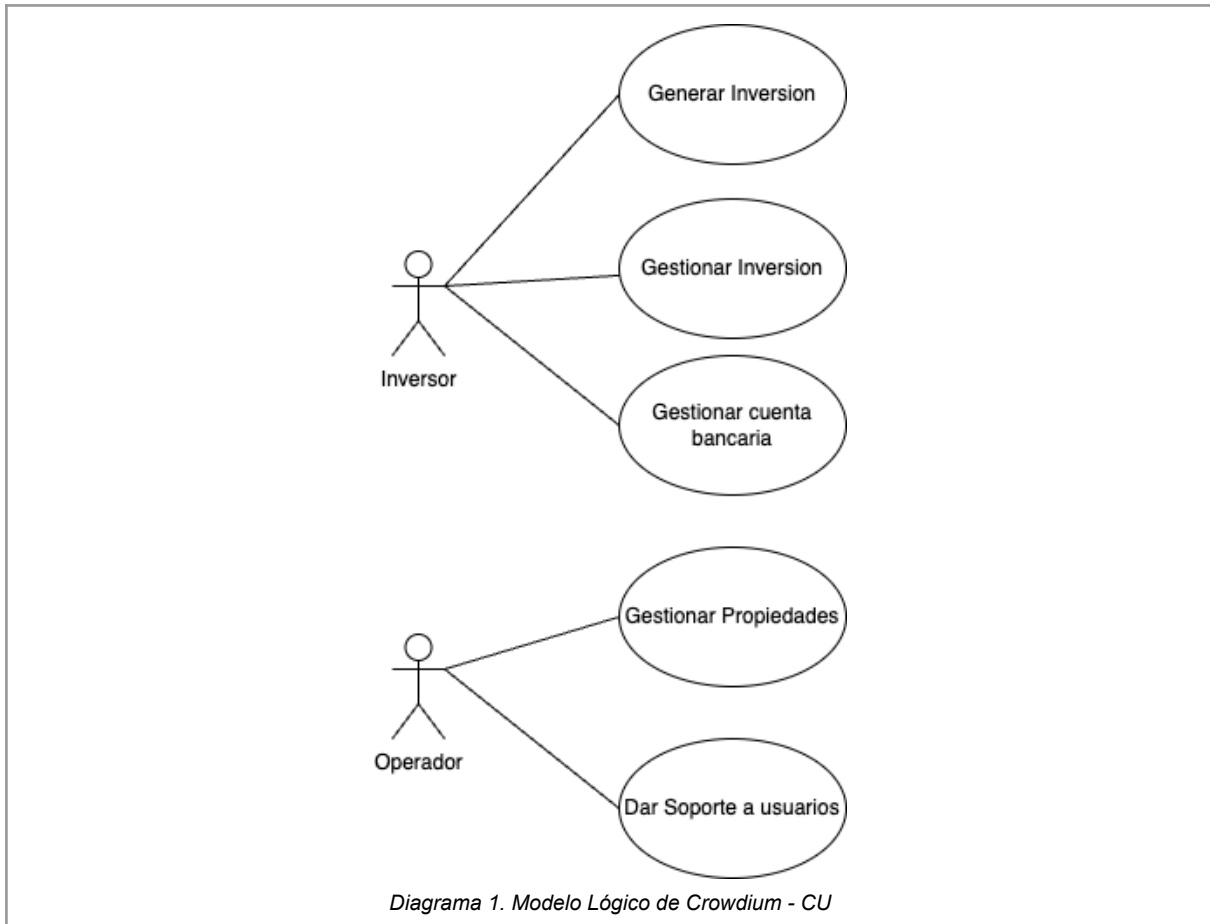 Generar Inversion
Gestionar Inversion
Inversor
Gestionar cuenta
bancaria
Gestionar Propiedades
Operador
Dar Soporte a usuarios
Diagrama 1. Modelo Lógico de Crowdium - CU